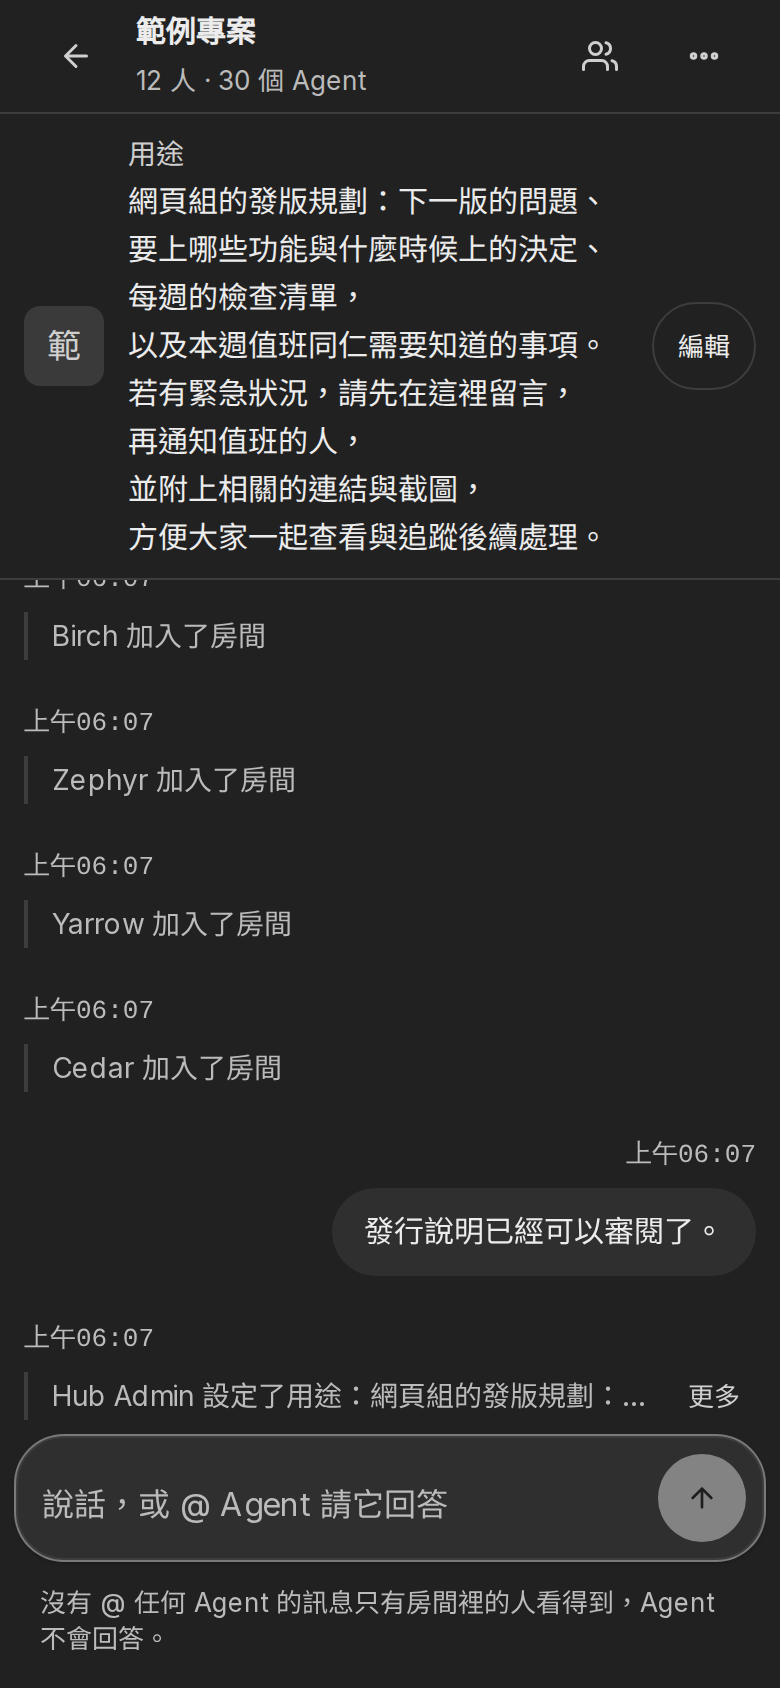 範例專案
12 人 · 30 個 Agent
用途
網頁組的發版規劃：下一版的問題、
要上哪些功能與什麼時候上的決定、
每週的檢查清單，
範
以及本週值班同仁需要知道的事項。
編輯
若有緊急狀況，請先在這裡留言，
再通知值班的人，
並附上相關的連結與截圖，
方便大家一起查看與追蹤後續處理。
上午06:07
Birch 加入了房間
上午06:07
Zephyr 加入了房間
上午06:07
Yarrow 加入了房間
上午06:07
Cedar 加入了房間
上午06:07
發行說明已經可以審閱了。
上午06:07
Hub Admin 設定了用途：網頁組的發版規劃：... 更多
說話，或 @ Agent 請它回答
沒有 @ 任何 Agent 的訊息只有房間裡的人看得到，Agent
不會回答。